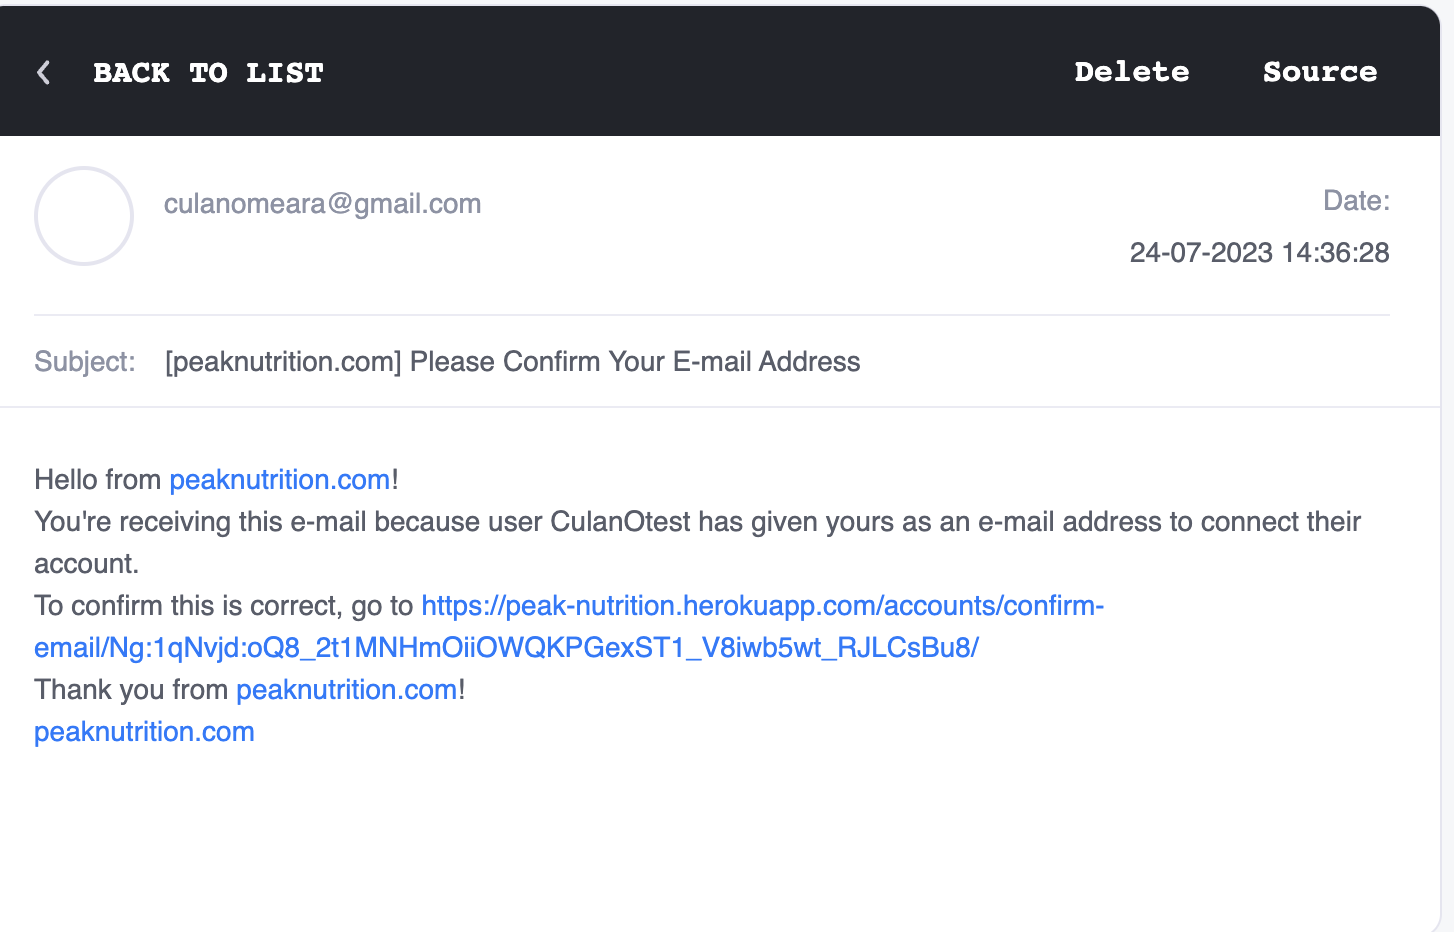 BACK TO LIST
Delete
Source
culanomeara@gmail.com
Date:
24-07-2023 14:36:28
Subject: [peaknutrition.com] Please Confirm Your E-mail Address
Hello from peaknutrition.com!
You're receiving this e-mail because user CulanOtest has given yours as an e-mail address to connect their
account.
To confirm this is correct, go to https://peak-nutrition.herokuapp.com/accounts/confirm-
email/Ng:1qNvjd:oQ8_2t1MNHmOiiOWQKPGexST1_V8iwb5wt_RJLCsBu8/
Thank you from peaknutrition.com!
peaknutrition.com